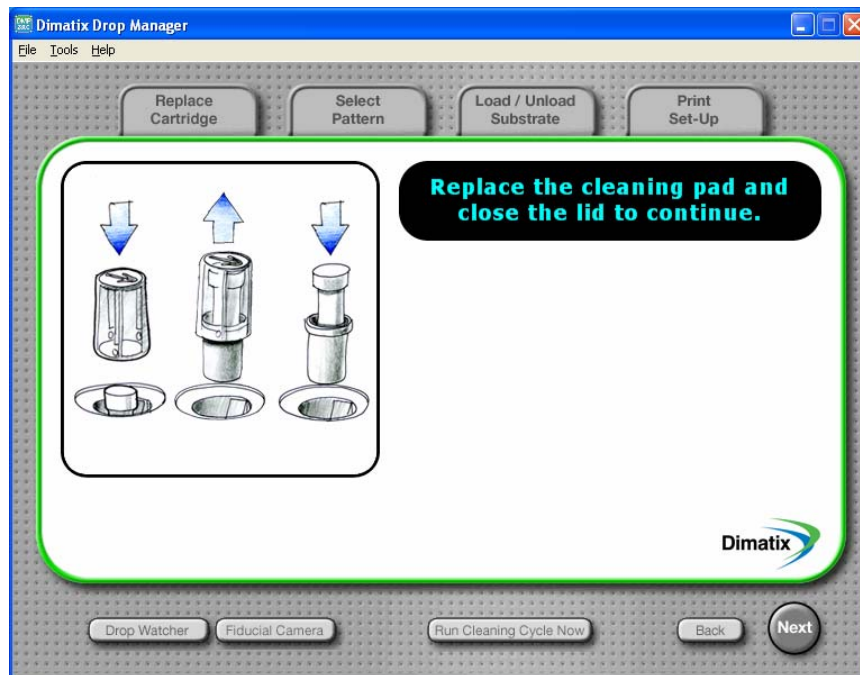 Dimatix Drop Manager
File Tools Help
Replace
Cartridge
Select
Pattern
Load / Unload
Substrate
Print
Set-Up
Replace the cleaning pad and
close the lid to continue.
Dimatix
Drop Watcher
Fiducial Camera
Run Cleaning Cycle Now
Back
Next